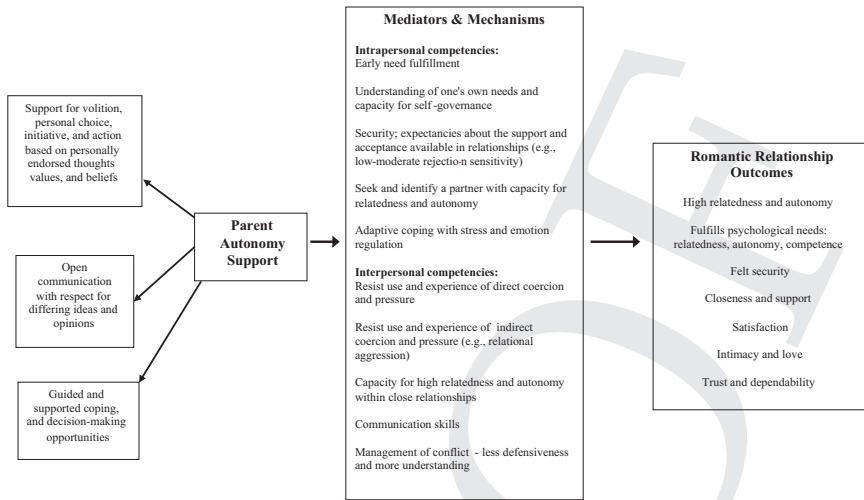 Support for volition,
personal choice,
initiative, and action
based on personally
endorsed thoughts
values, and beliefs
Open
communication
with respect for
differing ideas and
opinions
Guided and
supported coping,
and decision-making
opportunities
Parent
Autonomy
Support
Mediators & Mechanisms
Intrapersonal competencies:
Early need fulfillment
Understanding of one's own needs and
capacity for self-governance
Security; expectancies about the support and
acceptance available in relationships (e.g.,
low-moderate rejection sensitivity)
Seek and identify a partner with capacity for
relatedness and autonomy
Adaptive coping with stress and emotion
regulation
Interpersonal competencies:
Resist use and experience of direct coercion
and pressure
Resist use and experience of indirect
coercion and pressure (e.g., relational
aggression)
Capacity for high relatedness and autonomy
within close relationships
Communication skills
Management of conflict - less defensiveness
and more understanding
Romantic Relationship
Outcomes
High relatedness and autonomy
Fulfills psychological needs:
relatedness, autonomy, competence
Felt security
Closeness and support
Satisfaction
Intimacy and love
Trust and dependability